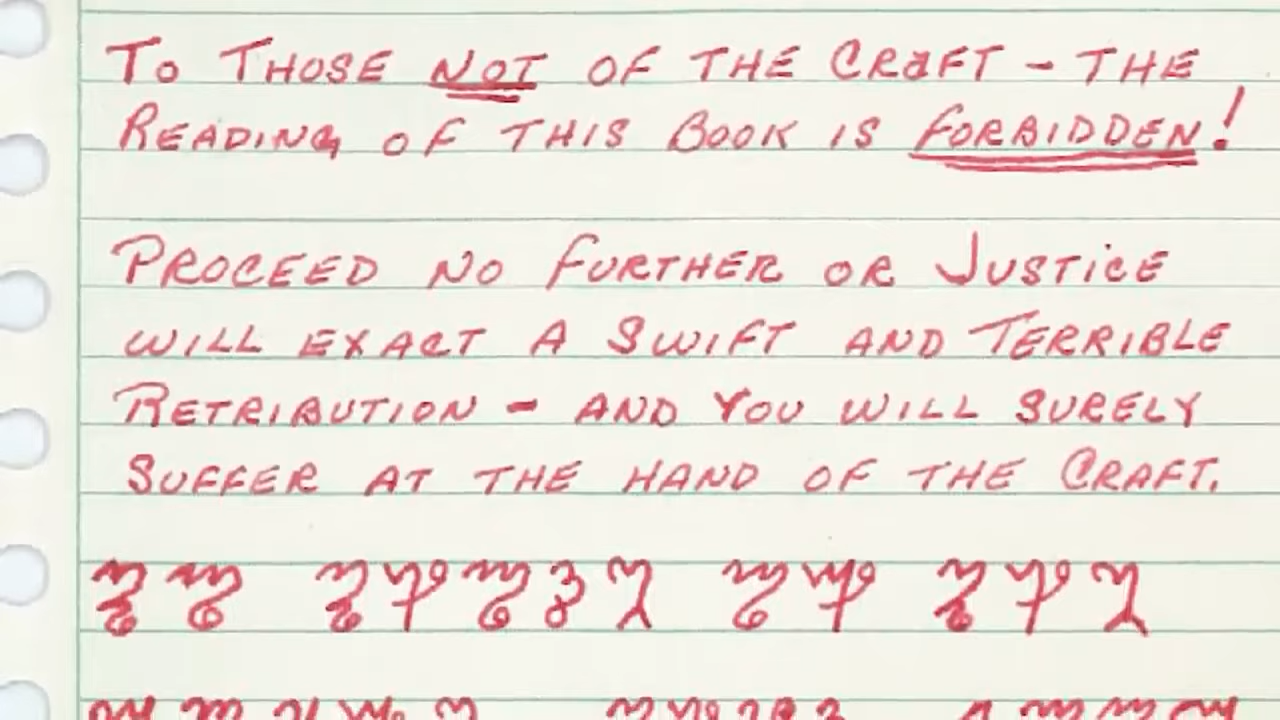 To THOSE NOT OF THE CRAFT - THE
READING OF THIS BOOK IS FORBIDDEN!
PROCEED NO FURTHER OR JUSTICE
WILL EXACT A SWIFT AND TERRIBLE
RETRIBUTION - AND YOU WILL SURELY
SUFFER AT THE HAND OF THE CRAFT.